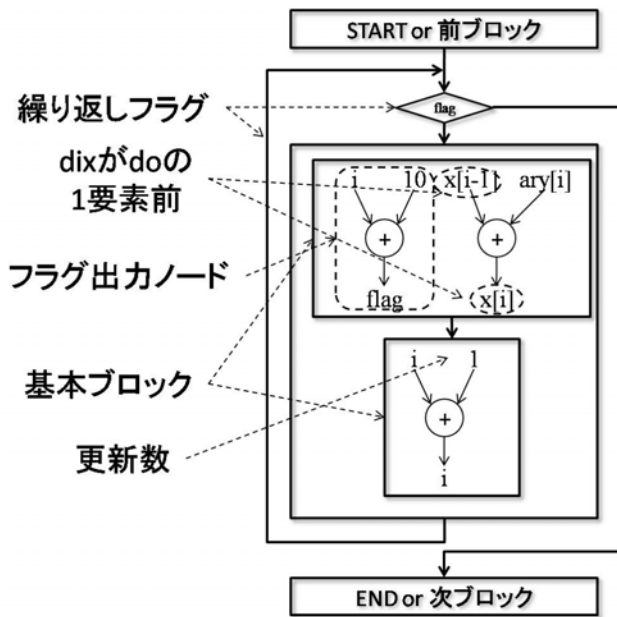 START or 前ブロック
繰り返しフラグ
flag
dixがdoの
1要素前
i 10 x[i-1] ary[i]
+ +
フラグ出力ノード
flag x[i]
基本ブロック
i 1
+
更新数
i
END or 次ブロック